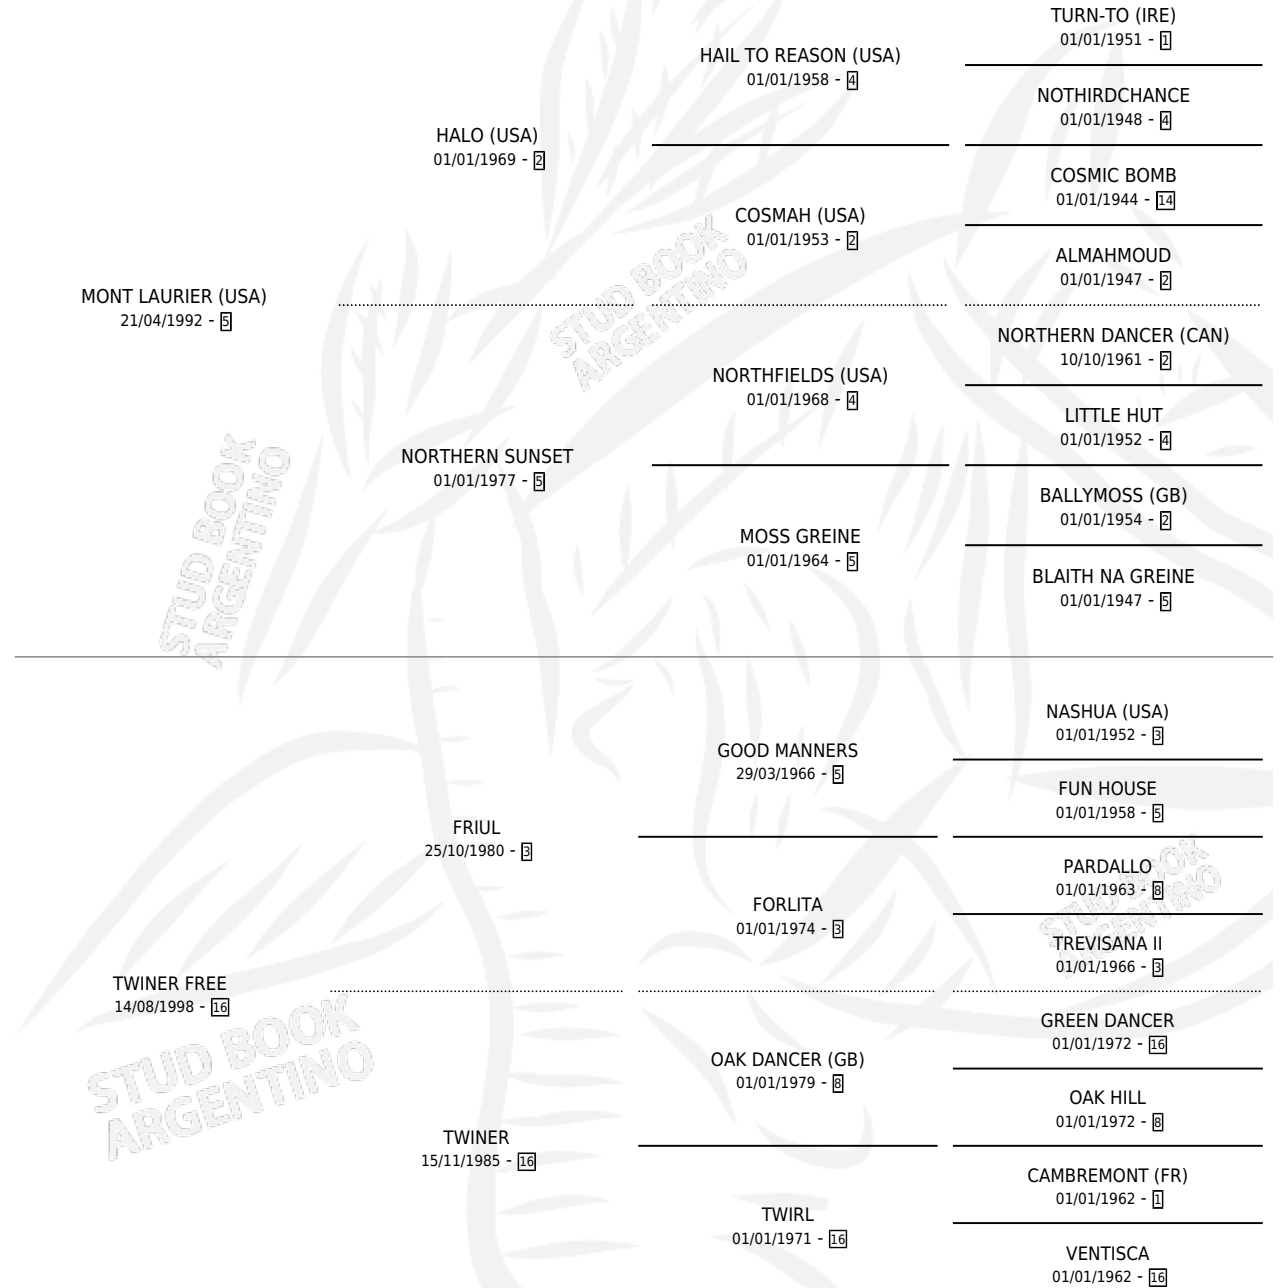 TURN-TO (IRE)
01/01/1951 - 1
HAIL TO REASON (USA)
01/01/1958 - 4
NOTHIRDCHANCE
01/01/1948 - 4
HALO (USA)
01/01/1969 - 2
COSMIC BOMB
01/01/1944 - 14
COSMAH (USA)
01/01/1953 - 2
ALMAHMOUD
01/01/1947 - 2
MONT LAURIER (USA)
21/04/1992 - 5
NORTHERN DANCER (CAN)
10/10/1961 - 2
NORTHFIELDS (USA)
01/01/1968 - 4
LITTLE HUT
01/01/1952 - 4
NORTHERN SUNSET
01/01/1977 - 5
BALLYMOSS (GB)
01/01/1954 - 2
MOSS GREINE
01/01/1964 - 5
BLAITH NA GREINE
01/01/1947 - 5
NASHUA (USA)
01/01/1952 - 3
GOOD MANNERS
29/03/1966 - 5
FUN HOUSE
01/01/1958 - 5
FRIUL
25/10/1980 - 3
PARDALLO
01/01/1963 - 8
FORLITA
01/01/1974 - 3
TREVISANA II
01/01/1966 - 3
TWINER FREE
14/08/1998 - 16
GREEN DANCER
01/01/1972 - 16
OAK DANCER (GB)
01/01/1979 - 8
OAK HILL
01/01/1972 - 8
TWINER
15/11/1985 - 16
CAMBREMONT (FR)
01/01/1962 - 1
TWIRL
01/01/1971 - 16
VENTISCA
01/01/1962 - 16
STUD BOOK
ARGENTINO
STUD BOOK
ARGENTINO
STUD BOOK
ARGENTINO
STUD BOOK
ARGENTINO